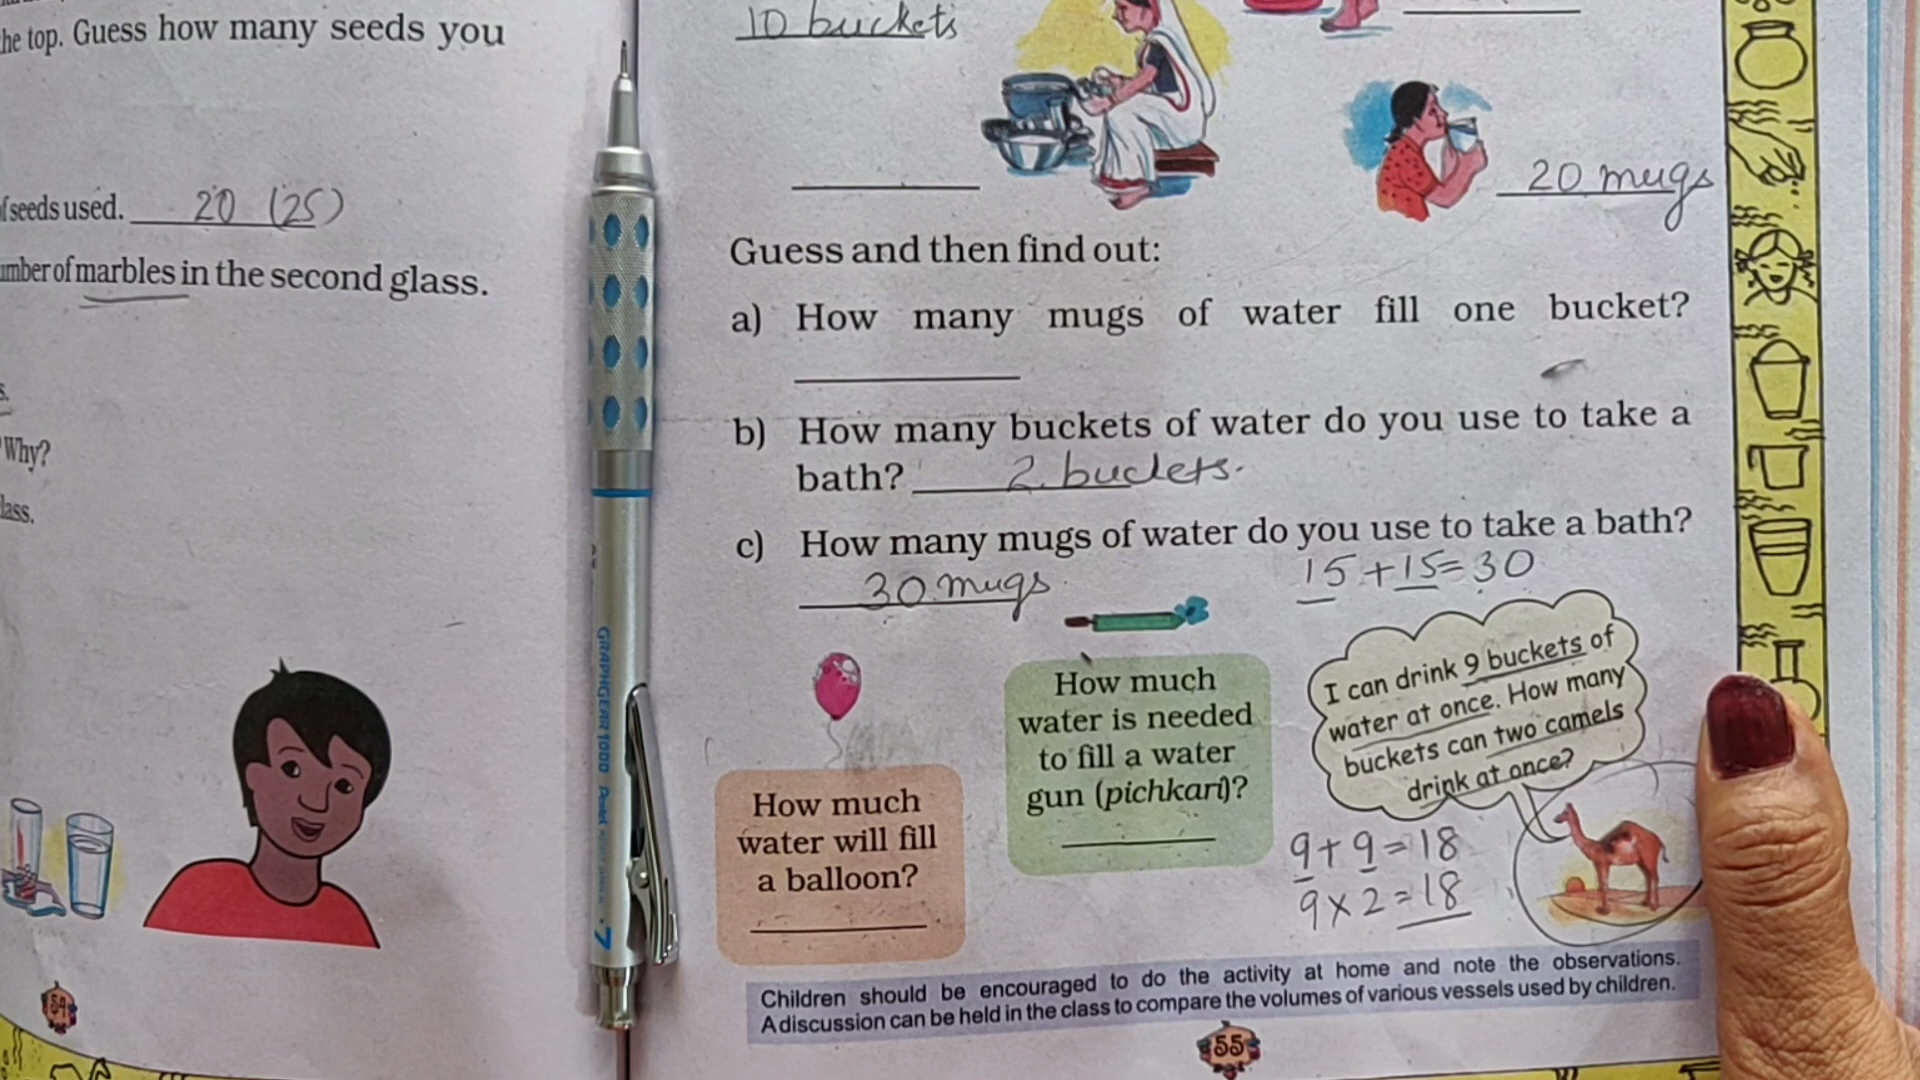 he top. Guess how many seeds you
seeds used. 20 (25)
umber of marbles in the second glass.
s.
Why?
lass.
54
10 buckets
20 mugs
Guess and then find out:
a) How many mugs of water fill one bucket?
b) How many buckets of water do you use to take a
bath? 2 buckets.
c) How many mugs of water do you use to take a bath?
30 mugs
15 + 15 = 30
How much
water will fill
a balloon?
How much
water is needed
to fill a water
gun (pichkari)?
I can drink 9 buckets of
water at once. How many
buckets can two camels
drink at once?
9 + 9 = 18
9 x 2 = 18
Children should be encouraged to do the activity at home and note the observations.
A discussion can be held in the class to compare the volumes of various vessels used by children.
55
GRAPHGEAR 1000 Pentel
.7